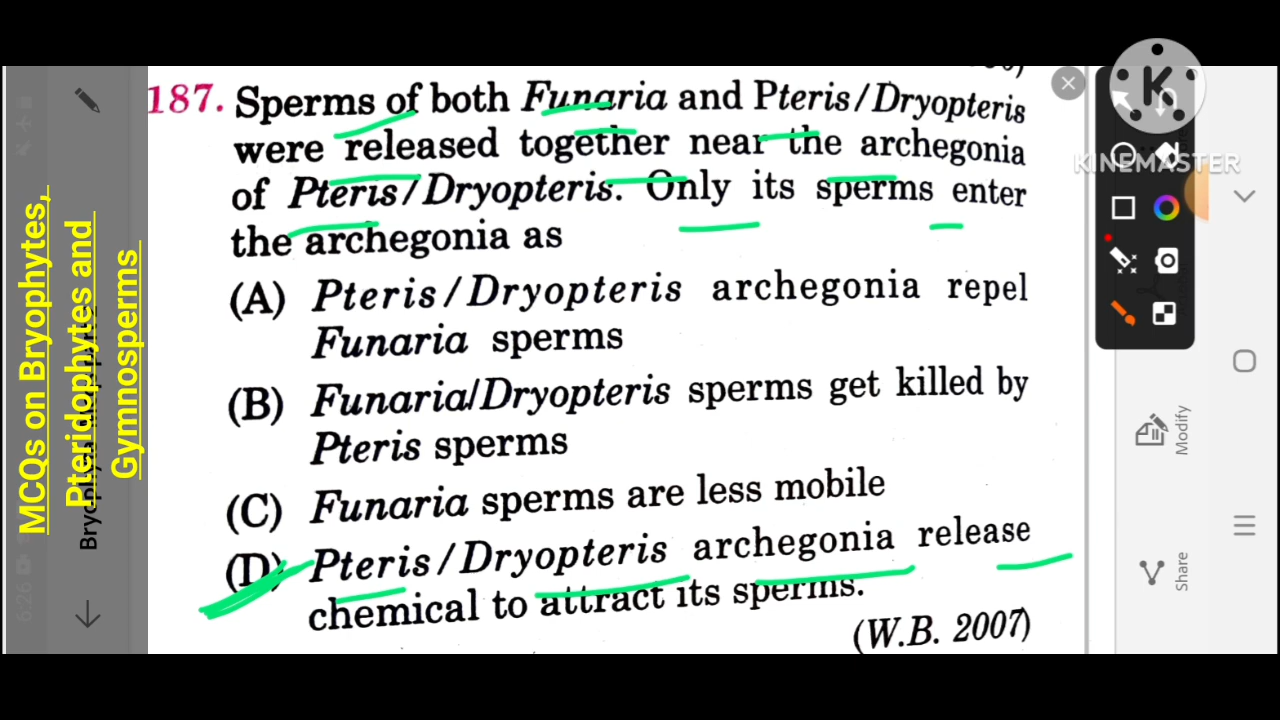 187. Sperms of both Funaria and Pteris/Dryopteris
were released together near the archegonia
of Pteris/Dryopteris. Only its sperms enter
the archegonia as
(A) Pteris/Dryopteris archegonia repel
Funaria sperms
(B) Funaria/Dryopteris sperms get killed by
Pteris sperms
(C) Funaria sperms are less mobile
(D) Pteris/Dryopteris archegonia release
chemical to attract its sperms.
(W.B. 2007)
MCQs on Bryophytes,
Pteridophytes and
Gymnosperms
KINEMASTER
K
Modify
Share
6:26